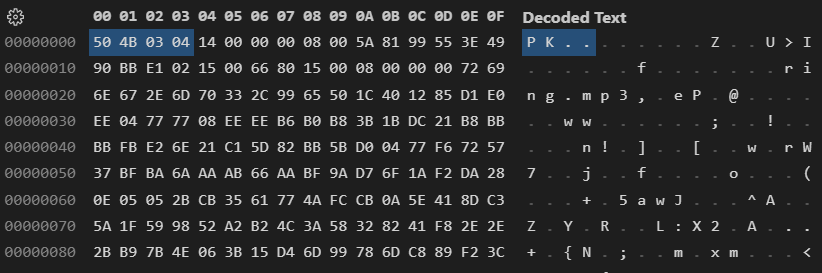 00 01 02 03 04 05 06 07 08 09 0A 0B 0C 0D 0E 0F Decoded Text
00000000 50 4B 03 04 14 00 00 00 08 00 5A 81 99 55 3E 49 P K . . . . . . . . Z . . U > I
00000010 90 BB E1 02 15 00 66 80 15 00 08 00 00 00 72 69 . . . . . . f . . . . . . . r i
00000020 6E 67 2E 6D 70 33 2C 99 65 50 1C 40 12 85 D1 E0 n g . m p 3 , . e P . @ . . . .
00000030 EE 04 77 77 08 EE EE B6 B0 B8 3B 1B DC 21 B8 BB . . w w . . . . . . ; . . ! . .
00000040 BB FB E2 6E 21 C1 5D 82 BB 5B D0 04 77 F6 72 57 . . . n ! . ] . . [ . . w . r W
00000050 37 BF BA 6A AA AB 66 AA BF 9A D7 6F 1A F2 DA 28 7 . . j . . f . . . . o . . . (
00000060 0E 05 05 2B CB 35 61 77 4A FC CB 0A 5E 41 8D C3 . . . + . 5 a w J . . . ^ A . .
00000070 5A 1F 59 98 52 A2 B2 4C 3A 58 32 82 41 F8 2E 2E Z . Y . R . . L : X 2 . A . . .
00000080 2B B9 7B 4E 06 3B 15 D4 6D 99 78 6D C8 89 F2 3C + . { N . ; . . m . x m . . . <